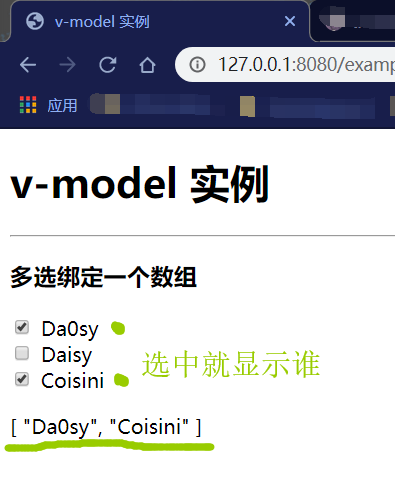 v-model 实例
127.0.0.1:8080/examp
应用
v-model 实例
多选绑定一个数组
Da0sy
Daisy
Coisini
选中就显示谁
[ "Da0sy", "Coisini" ]